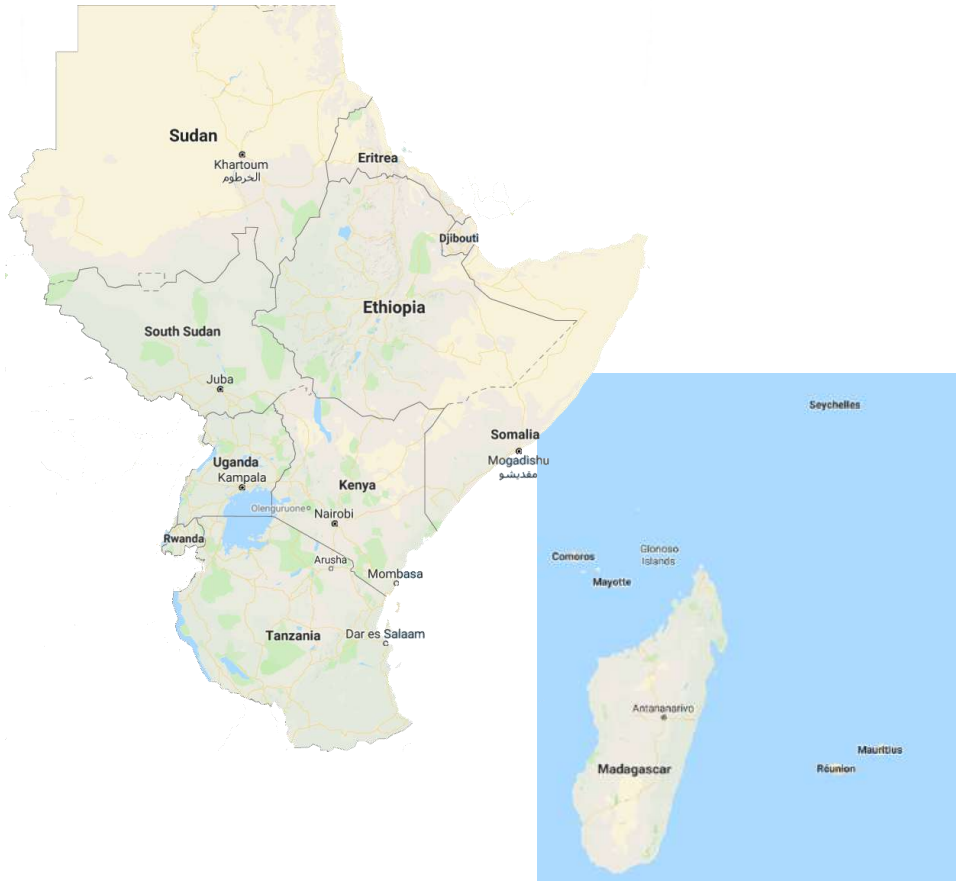 Sudan
Khartoum
الخرطوم
Eritrea
Djibouti
Ethiopia
South Sudan
Juba
Seychelles
Somalia
Mogadishu
مقديشو
Uganda
Kampala
Kenya
Olenguruone
Nairobi
Rwanda
Arusha
Mombasa
Comoros
Glonoso
Islands
Mayotte
Tanzania
Dar es Salaam
Antananarivo
Mauritius
Madagascar
Réunion